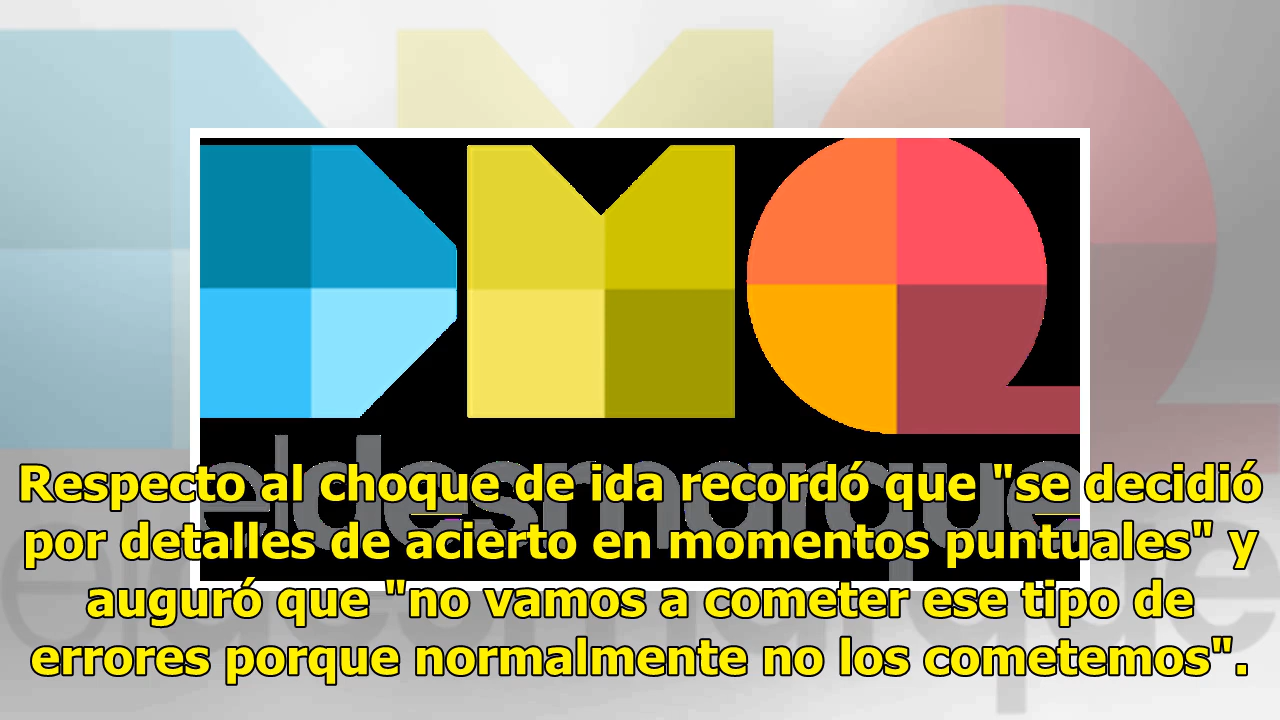 DMQ
eldesmarque
Respecto al choque de ida recordó que "se decidió
por detalles de acierto en momentos puntuales" y
auguró que "no vamos a cometer ese tipo de
errores porque normalmente no los cometemos".